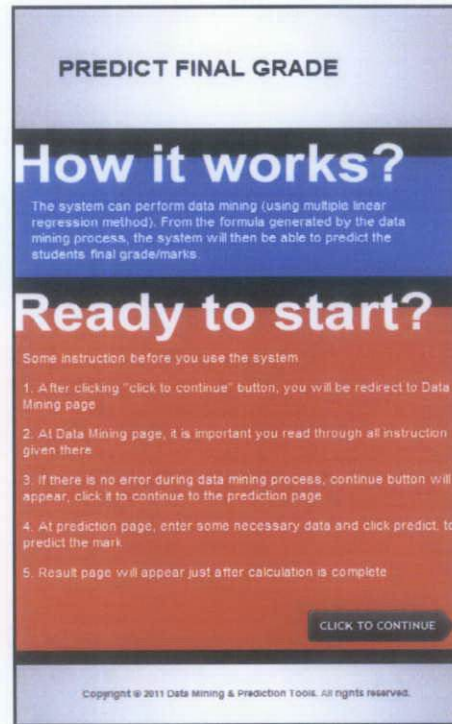 PREDICT FINAL GRADE
How it works?
The system can perform data mining (using multiple linear
regression method). From the formula generated by the data
mining process, the system will then be able to predict the
students final grade/marks.
Ready to start?
Some instruction before you use the system
1. After clicking "click to continue" button, you will be redirect to Data
Mining page
2. At Data Mining page, it is important you read through all instruction
given there
3. If there is no error during data mining process, continue button will
appear, click it to continue to the prediction page
4. At prediction page, enter some necessary data and click predict, to
predict the mark
5. Result page will appear just after calculation is complete
CLICK TO CONTINUE
Copyright © 2011 Data Mining & Prediction Tools. All rights reserved.